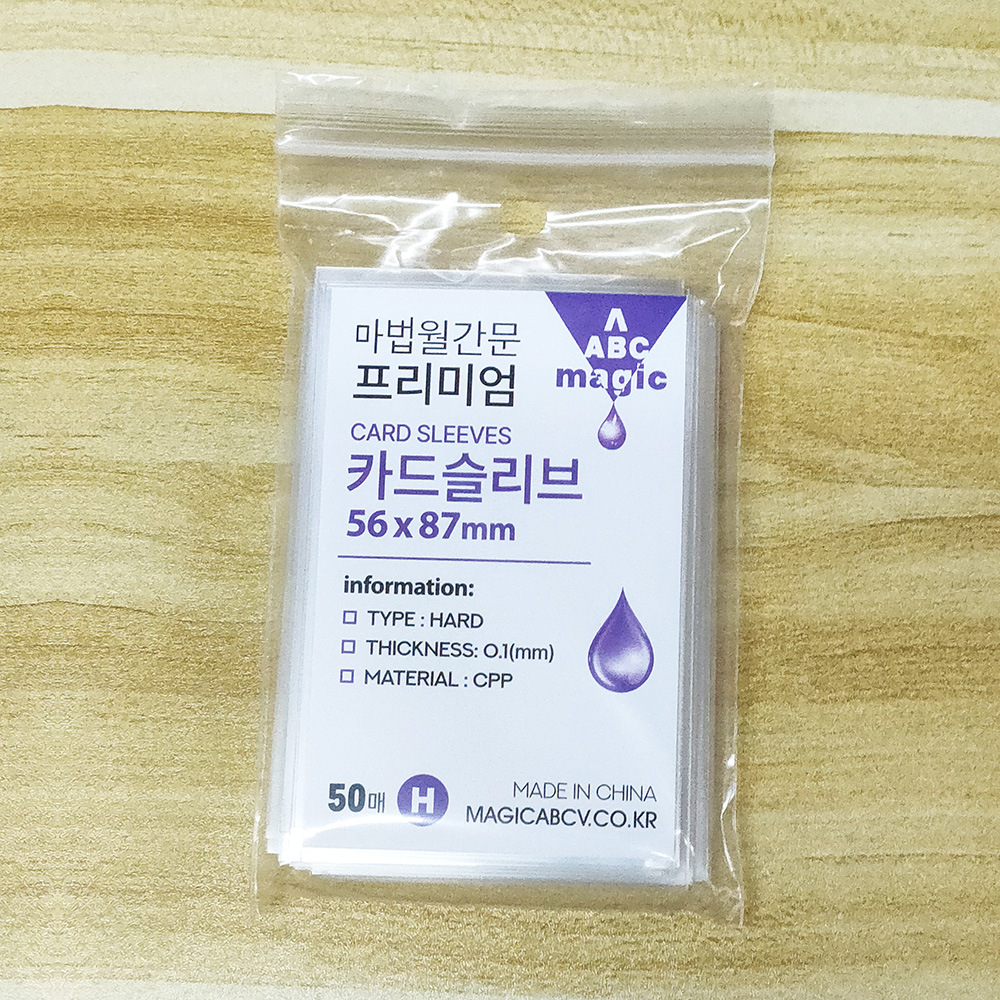 마법월간문
프리미엄
A
ABC
magic
CARD SLEEVES
카드슬리브
56 x 87mm
information:
□ TYPE : HARD
□ THICKNESS: 0.1(mm)
□ MATERIAL : CPP
50매 H
MADE IN CHINA
MAGICABCV.CO.KR